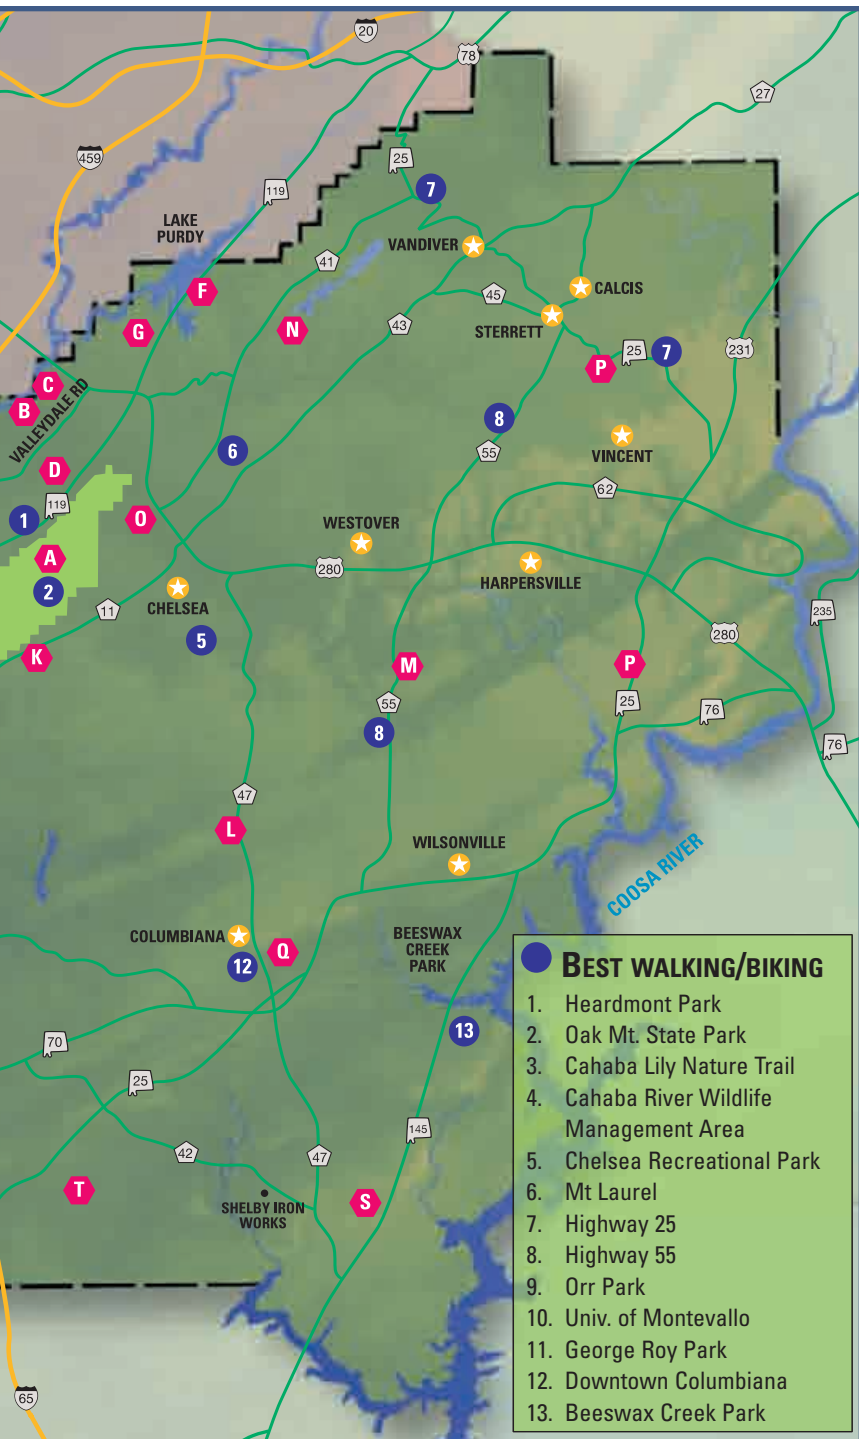 20
78
27
459
25
7
119
LAKE
PURDY
VANDIVER
41
F
CALCIS
45
G
N
43
STERRETT
P
25
7
231
C
B
VALLEYDALE RD
8
6
55
VINCENT
D
62
119
1
O
WESTOVER
A
280
HARPERSVILLE
2
CHELSEA
11
235
5
280
K
M
P
55
25
76
8
76
47
L
WILSONVILLE
COOSA RIVER
COLUMBIANA
BEESWAX
CREEK
PARK
Q
12
13
70
25
145
42
47
T
SHELBY IRON
WORKS
S
65
BEST WALKING/BIKING
1. Heardmont Park
2. Oak Mt. State Park
3. Cahaba Lily Nature Trail
4. Cahaba River Wildlife
Management Area
5. Chelsea Recreational Park
6. Mt Laurel
7. Highway 25
8. Highway 55
9. Orr Park
10. Univ. of Montevallo
11. George Roy Park
12. Downtown Columbiana
13. Beeswax Creek Park